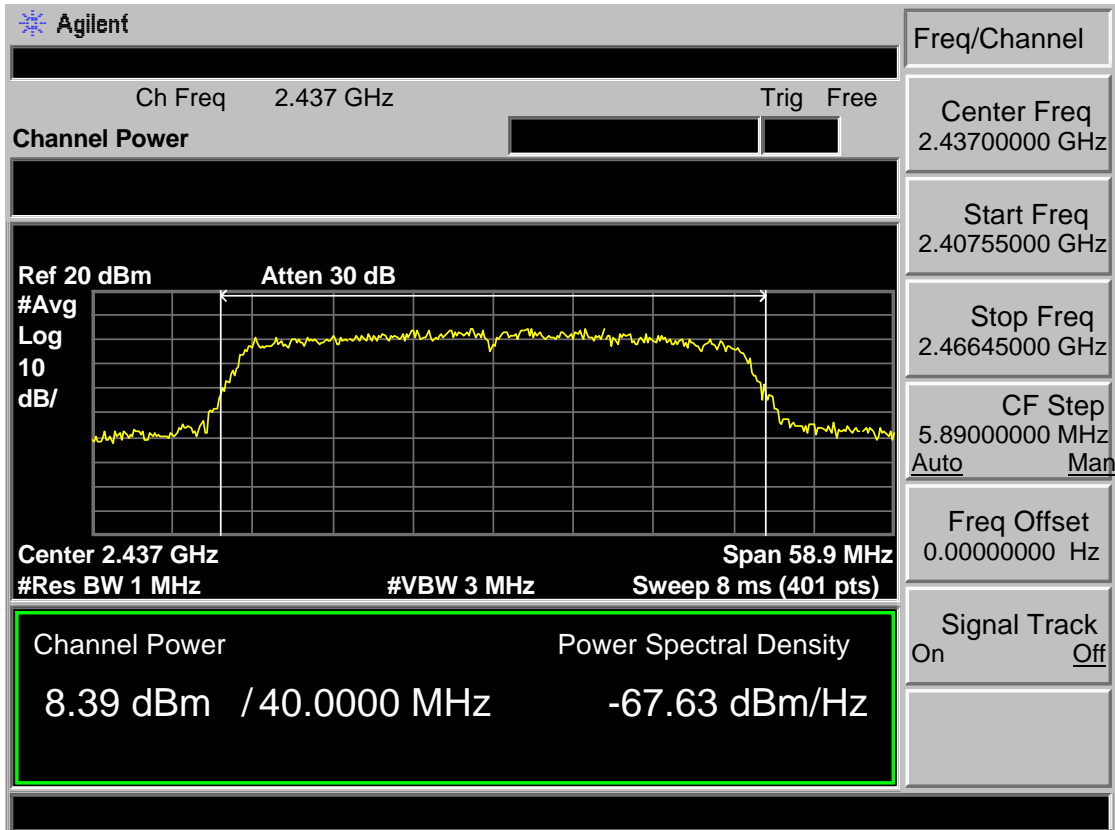 Agilent
Ch Freq 2.437 GHz Trig Free
Channel Power
Ref 20 dBm Atten 30 dB
#Avg
Log
10
dB/
Center 2.437 GHz Span 58.9 MHz
#Res BW 1 MHz #VBW 3 MHz Sweep 8 ms (401 pts)
Channel Power Power Spectral Density
8.39 dBm / 40.0000 MHz -67.63 dBm/Hz
Freq/Channel
Center Freq
2.43700000 GHz
Start Freq
2.40755000 GHz
Stop Freq
2.46645000 GHz
CF Step
5.89000000 MHz
Auto Man
Freq Offset
0.00000000 Hz
Signal Track
On Off